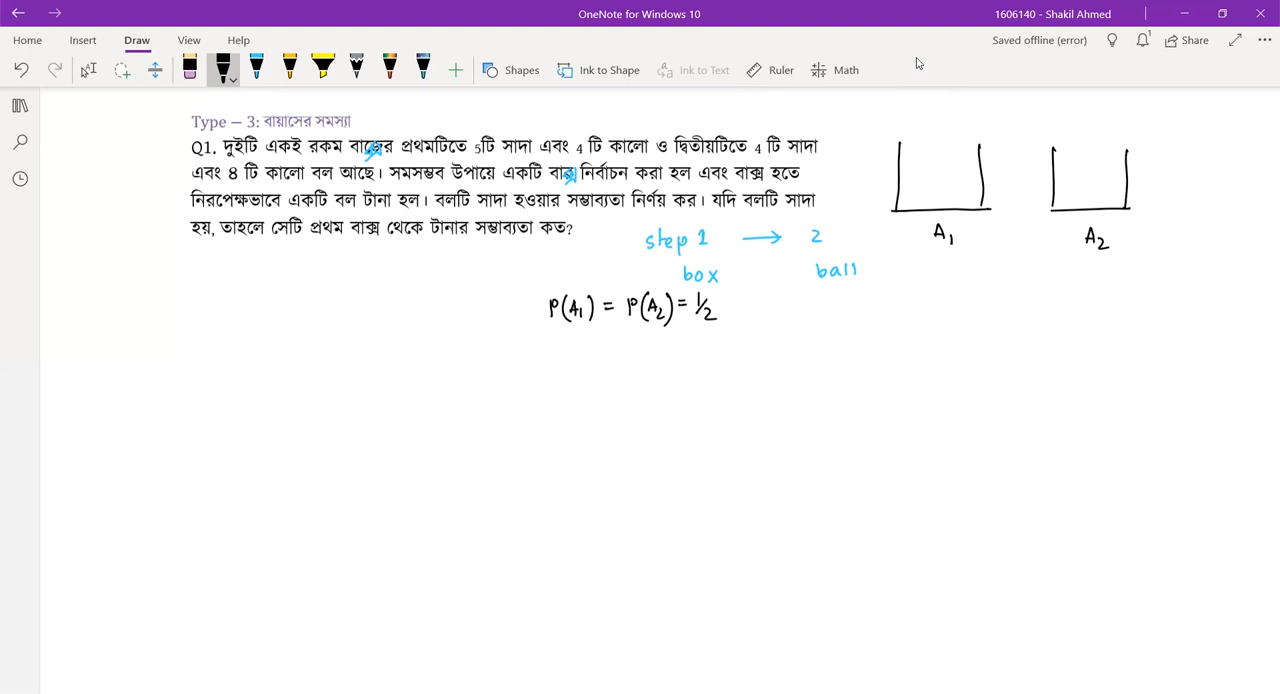 OneNote for Windows 10
1606140 - Shakil Ahmed
Home Insert Draw View Help
Saved offline (error) 1 Share
Shapes Ink to Shape Ink to Text Ruler Math
Type – 3: বায়াসের সমস্যা
Q1. দুইটি একই রকম বাক্সের প্রথমটিতে 5টি সাদা এবং 4 টি কালো ও দ্বিতীয়টিতে 4 টি সাদা
এবং ৪ টি কালো বল আছে। সমসম্ভব উপায়ে একটি বাক্স নির্বাচন করা হল এবং বাক্স হতে
নিরপেক্ষভাবে একটি বল টানা হল। বলটি সাদা হওয়ার সম্ভাব্যতা নির্ণয় কর। যদি বলটি সাদা
হয়, তাহলে সেটি প্রথম বাক্স থেকে টানার সম্ভাব্যতা কত?
A1 A2
step 1 → 2
box ball
P(A1) = P(A2) = 1/2